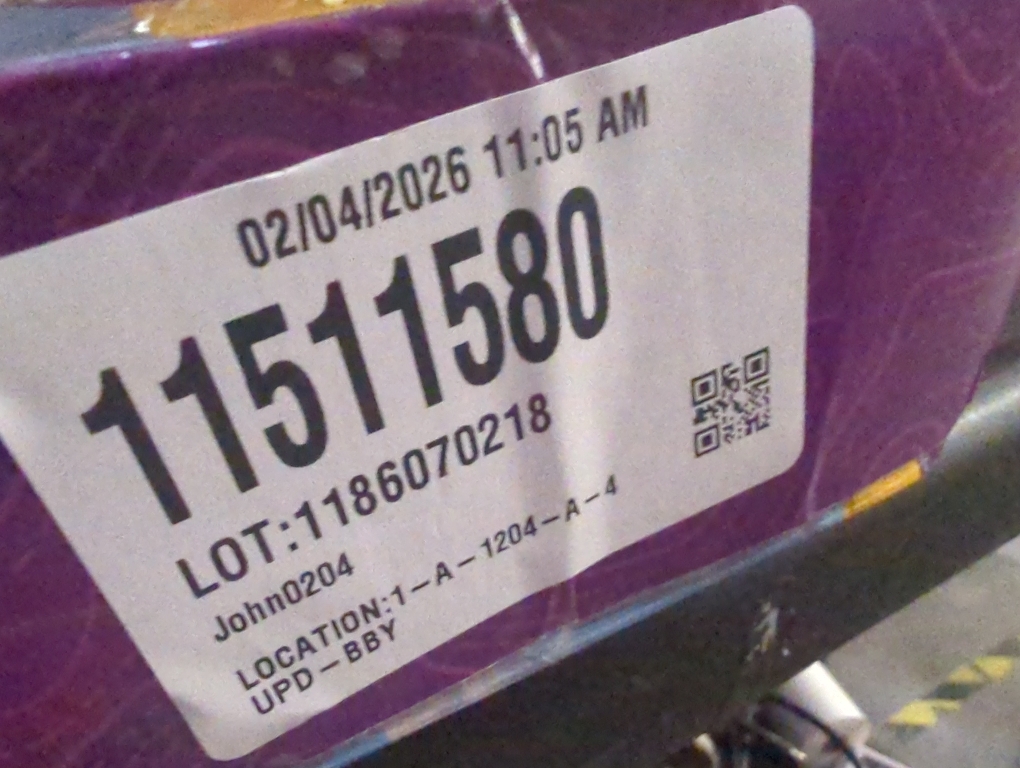 02/04/2026 11:05 AM
11511580
LOT:1186070218
John0204
LOCATION:1-A-1204-A-4
UPD-BBY